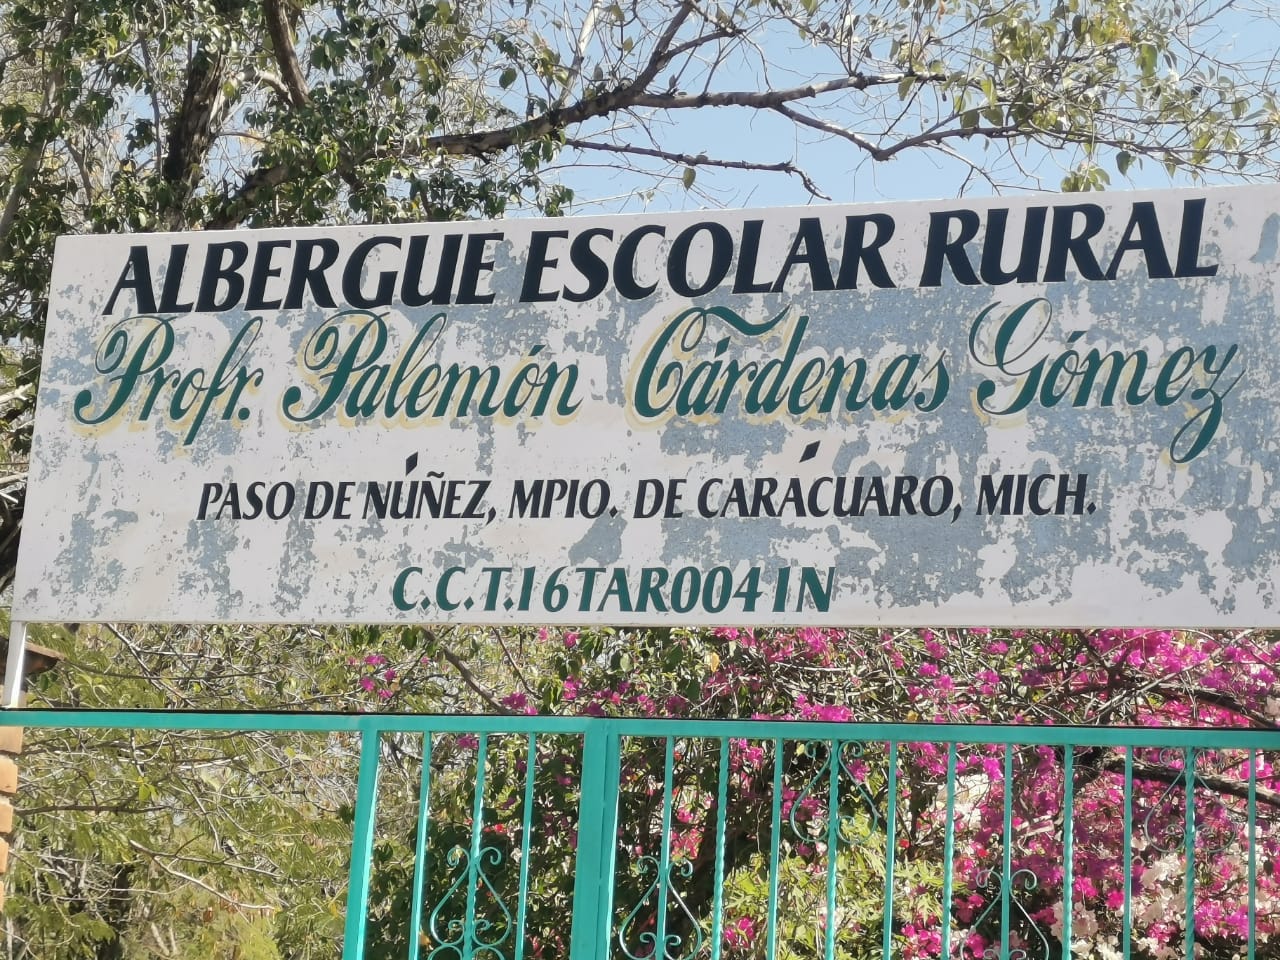 ALBERGUE ESCOLAR RURAL
Profr. Palemón Cárdenas Gómez
PASO DE NÚÑEZ, MPIO. DE CARÁCUARO, MICH.
C.C.T.16TAR0041N